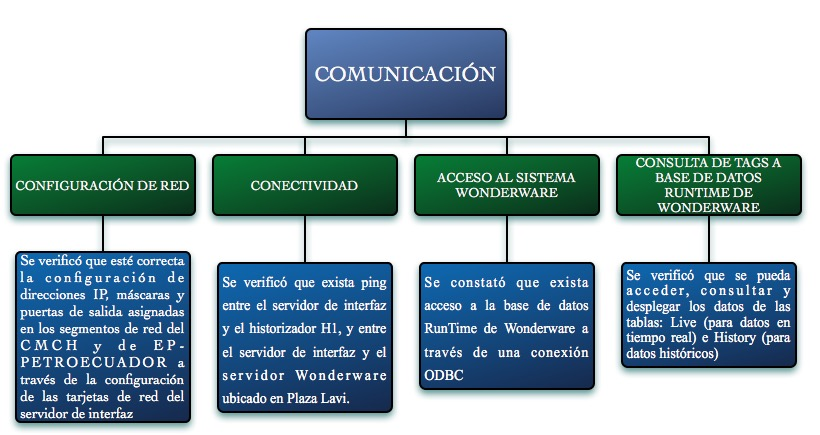 COMUNICACIÓN
CONFIGURACIÓN DE RED
CONECTIVIDAD
ACCESO AL SISTEMA
WONDERWARE
CONSULTA DE TAGS A
BASE DE DATOS
RUNTIME DE
WONDERWARE
Se verificó que esté correcta
la configuración de
direcciones IP, máscaras y
puertas de salida asignadas
en los segmentos de red del
CMCH y de EP-
PETROECUADOR a
través de la configuración
de las tarjetas de red del
servidor de interfaz
Se verificó que exista ping
entre el servidor de interfaz
y el historizador H1, y entre
el servidor de interfaz y el
servidor Wonderware
ubicado en Plaza Lavi.
Se constató que exista
acceso a la base de datos
RunTime de Wonderware a
través de una conexión
ODBC
Se verificó que se pueda
acceder, consultar y
desplegar los datos de las
tablas: Live (para datos en
tiempo real) e History (para
datos históricos)